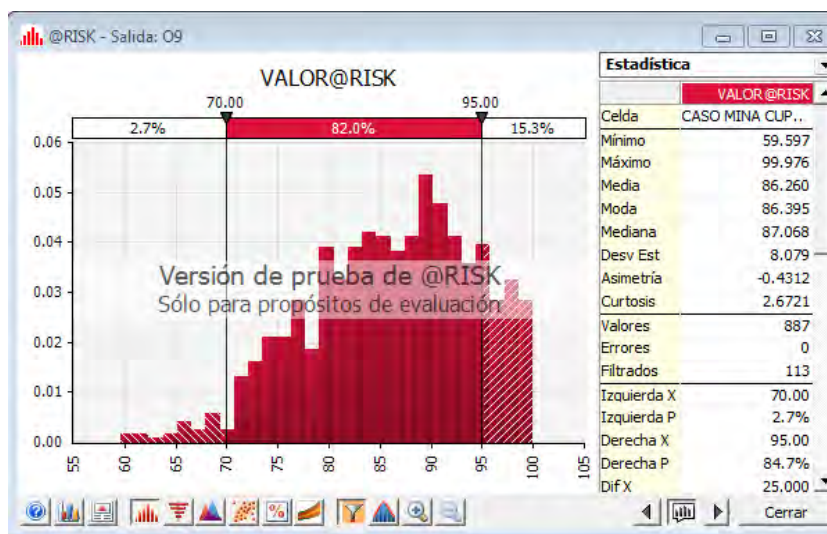 @RISK - Salida: O9
VALOR@RISK
70.00 95.00
2.7% 82.0% 15.3%
0.06
0.05
0.04
0.03
0.02
0.01
0.00
55 60 65 70 75 80 85 90 95 100 105
Versión de prueba de @RISK
Sólo para propósitos de evaluación
Estadística
VALOR@RISK
Celda CASO MINA CUP..
Mínimo 59.597
Máximo 99.976
Media 86.260
Moda 86.395
Mediana 87.068
Desv Est 8.079
Asimetría -0.4312
Curtosis 2.6721
Valores 887
Errores 0
Filtrados 113
Izquierda X 70.00
Izquierda P 2.7%
Derecha X 95.00
Derecha P 84.7%
Dif X 25.000
Cerrar